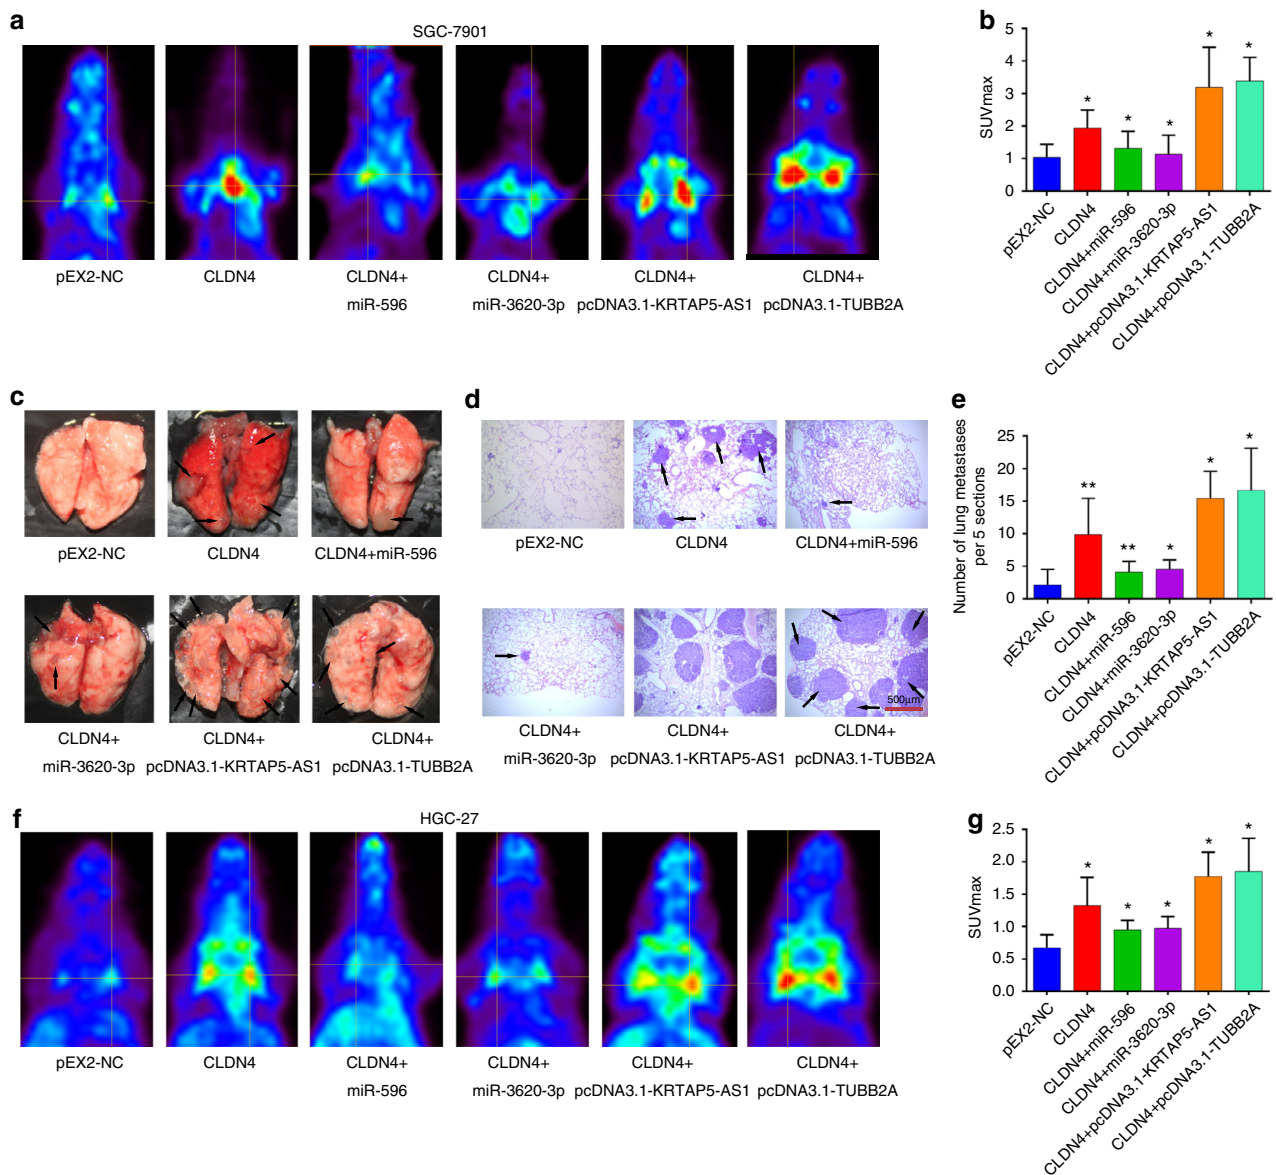 a
SGC-7901
pEX2-NC
CLDN4
CLDN4+
miR-596
CLDN4+
miR-3620-3p
CLDN4+
pcDNA3.1-KRTAP5-AS1
CLDN4+
pcDNA3.1-TUBB2A
b
SUVmax
5
4
3
2
1
0
*
*
*
*
*
pEX2-NC
CLDN4
CLDN4+miR-596
CLDN4+miR-3620-3p
CLDN4+pcDNA3.1-KRTAP5-AS1
CLDN4+pcDNA3.1-TUBB2A
c
pEX2-NC
CLDN4
CLDN4+miR-596
CLDN4+
miR-3620-3p
CLDN4+
pcDNA3.1-KRTAP5-AS1
CLDN4+
pcDNA3.1-TUBB2A
d
pEX2-NC
CLDN4
CLDN4+miR-596
500μm
CLDN4+
miR-3620-3p
CLDN4+
pcDNA3.1-KRTAP5-AS1
CLDN4+
pcDNA3.1-TUBB2A
e
Number of lung metastases
per 5 sections
25
20
15
10
5
0
**
**
*
*
*
pEX2-NC
CLDN4
CLDN4+miR-596
CLDN4+miR-3620-3p
CLDN4+pcDNA3.1-KRTAP5-AS1
CLDN4+pcDNA3.1-TUBB2A
f
HGC-27
pEX2-NC
CLDN4
CLDN4+
miR-596
CLDN4+
miR-3620-3p
CLDN4+
pcDNA3.1-KRTAP5-AS1
CLDN4+
pcDNA3.1-TUBB2A
g
SUVmax
2.5
2.0
1.5
1.0
0.5
0.0
*
*
*
*
*
pEX2-NC
CLDN4
CLDN4+miR-596
CLDN4+miR-3620-3p
CLDN4+pcDNA3.1-KRTAP5-AS1
CLDN4+pcDNA3.1-TUBB2A